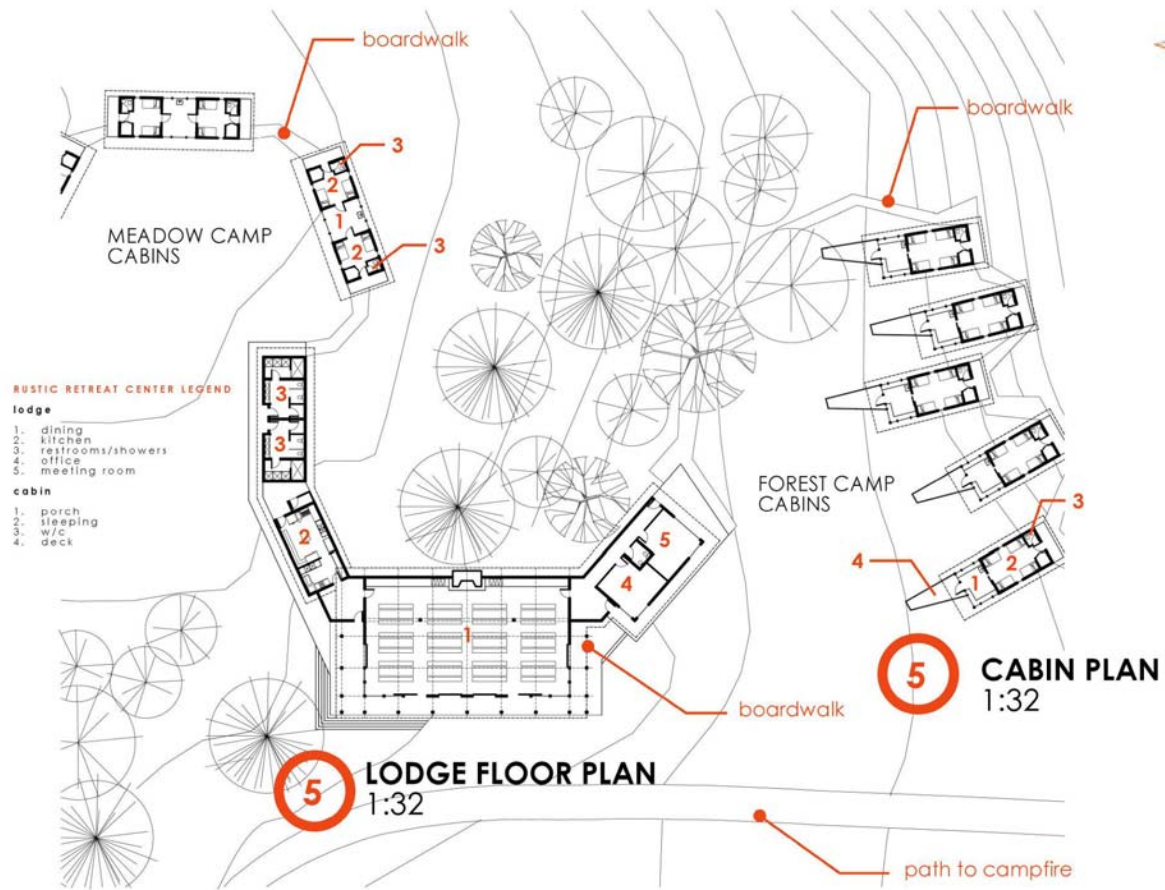 boardwalk
boardwalk
3
2
1
2
3
MEADOW CAMP
CABINS
RUSTIC RETREAT CENTER LEGEND
lodge
1. dining
2. kitchen
3. restrooms/showers
4. office
5. meeting room
cabin
1. porch
2. sleeping
3. w/c
4. deck
3
3
2
1
5
4
FOREST CAMP
CABINS
3
4
1
2
boardwalk
5
CABIN PLAN
1:32
5
LODGE FLOOR PLAN
1:32
path to campfire